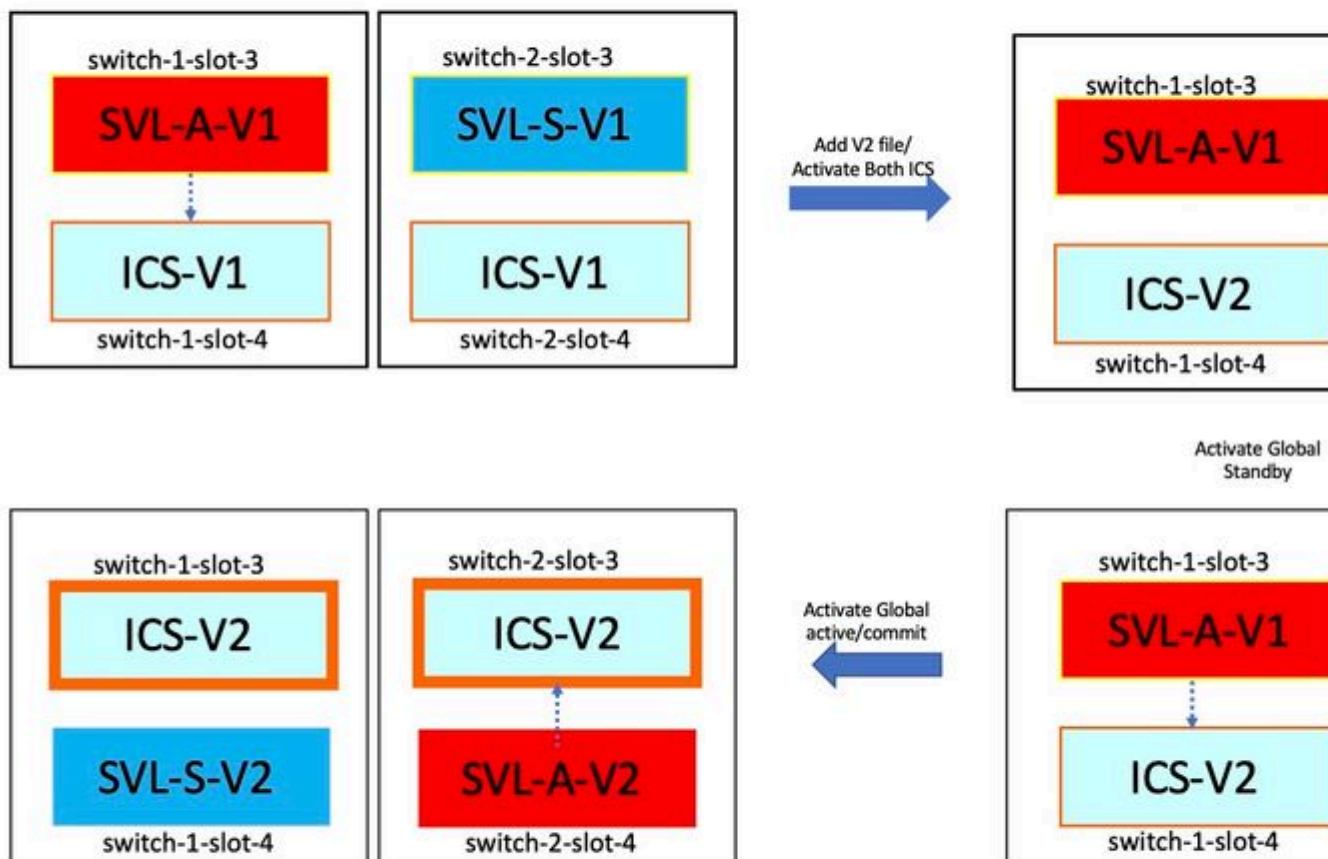 switch-1-slot-3
SVL-A-V1
ICS-V1
switch-1-slot-4
switch-2-slot-3
SVL-S-V1
ICS-V1
switch-2-slot-4
Add V2 file/
Activate Both ICS
switch-1-slot-3
SVL-A-V1
ICS-V2
switch-1-slot-4
Activate Global
Standby
switch-1-slot-3
ICS-V2
SVL-S-V2
switch-1-slot-4
switch-2-slot-3
ICS-V2
SVL-A-V2
switch-2-slot-4
Activate Global
active/commit
switch-1-slot-3
SVL-A-V1
ICS-V2
switch-1-slot-4